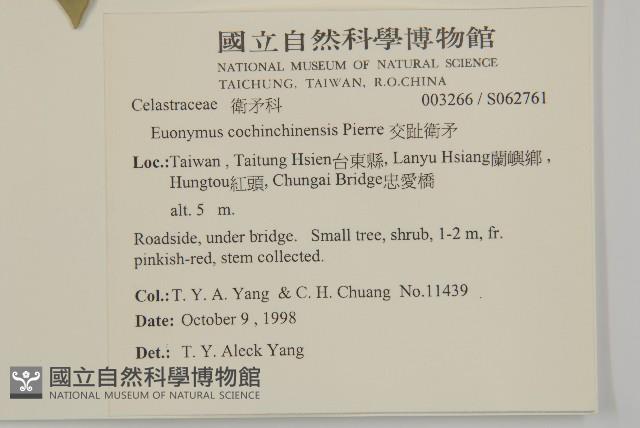 國立自然科學博物館
NATIONAL MUSEUM OF NATURAL SCIENCE
TAICHUNG, TAIWAN, R.O.CHINA
Celastraceae 衛矛科 003266 / S062761
Euonymus cochinchinensis Pierre 交趾衛矛
Loc.:Taiwan , Taitung Hsien台東縣, Lanyu Hsiang蘭嶼鄉 ,
Hungtou紅頭, Chungai Bridge忠愛橋
alt. 5 m.
Roadside, under bridge. Small tree, shrub, 1-2 m, fr.
pinkish-red, stem collected.
Col.:T. Y. A. Yang & C. H. Chuang No.11439
Date: October 9 , 1998
Det.: T. Y. Aleck Yang
國立自然科學博物館
NATIONAL MUSEUM OF NATURAL SCIENCE